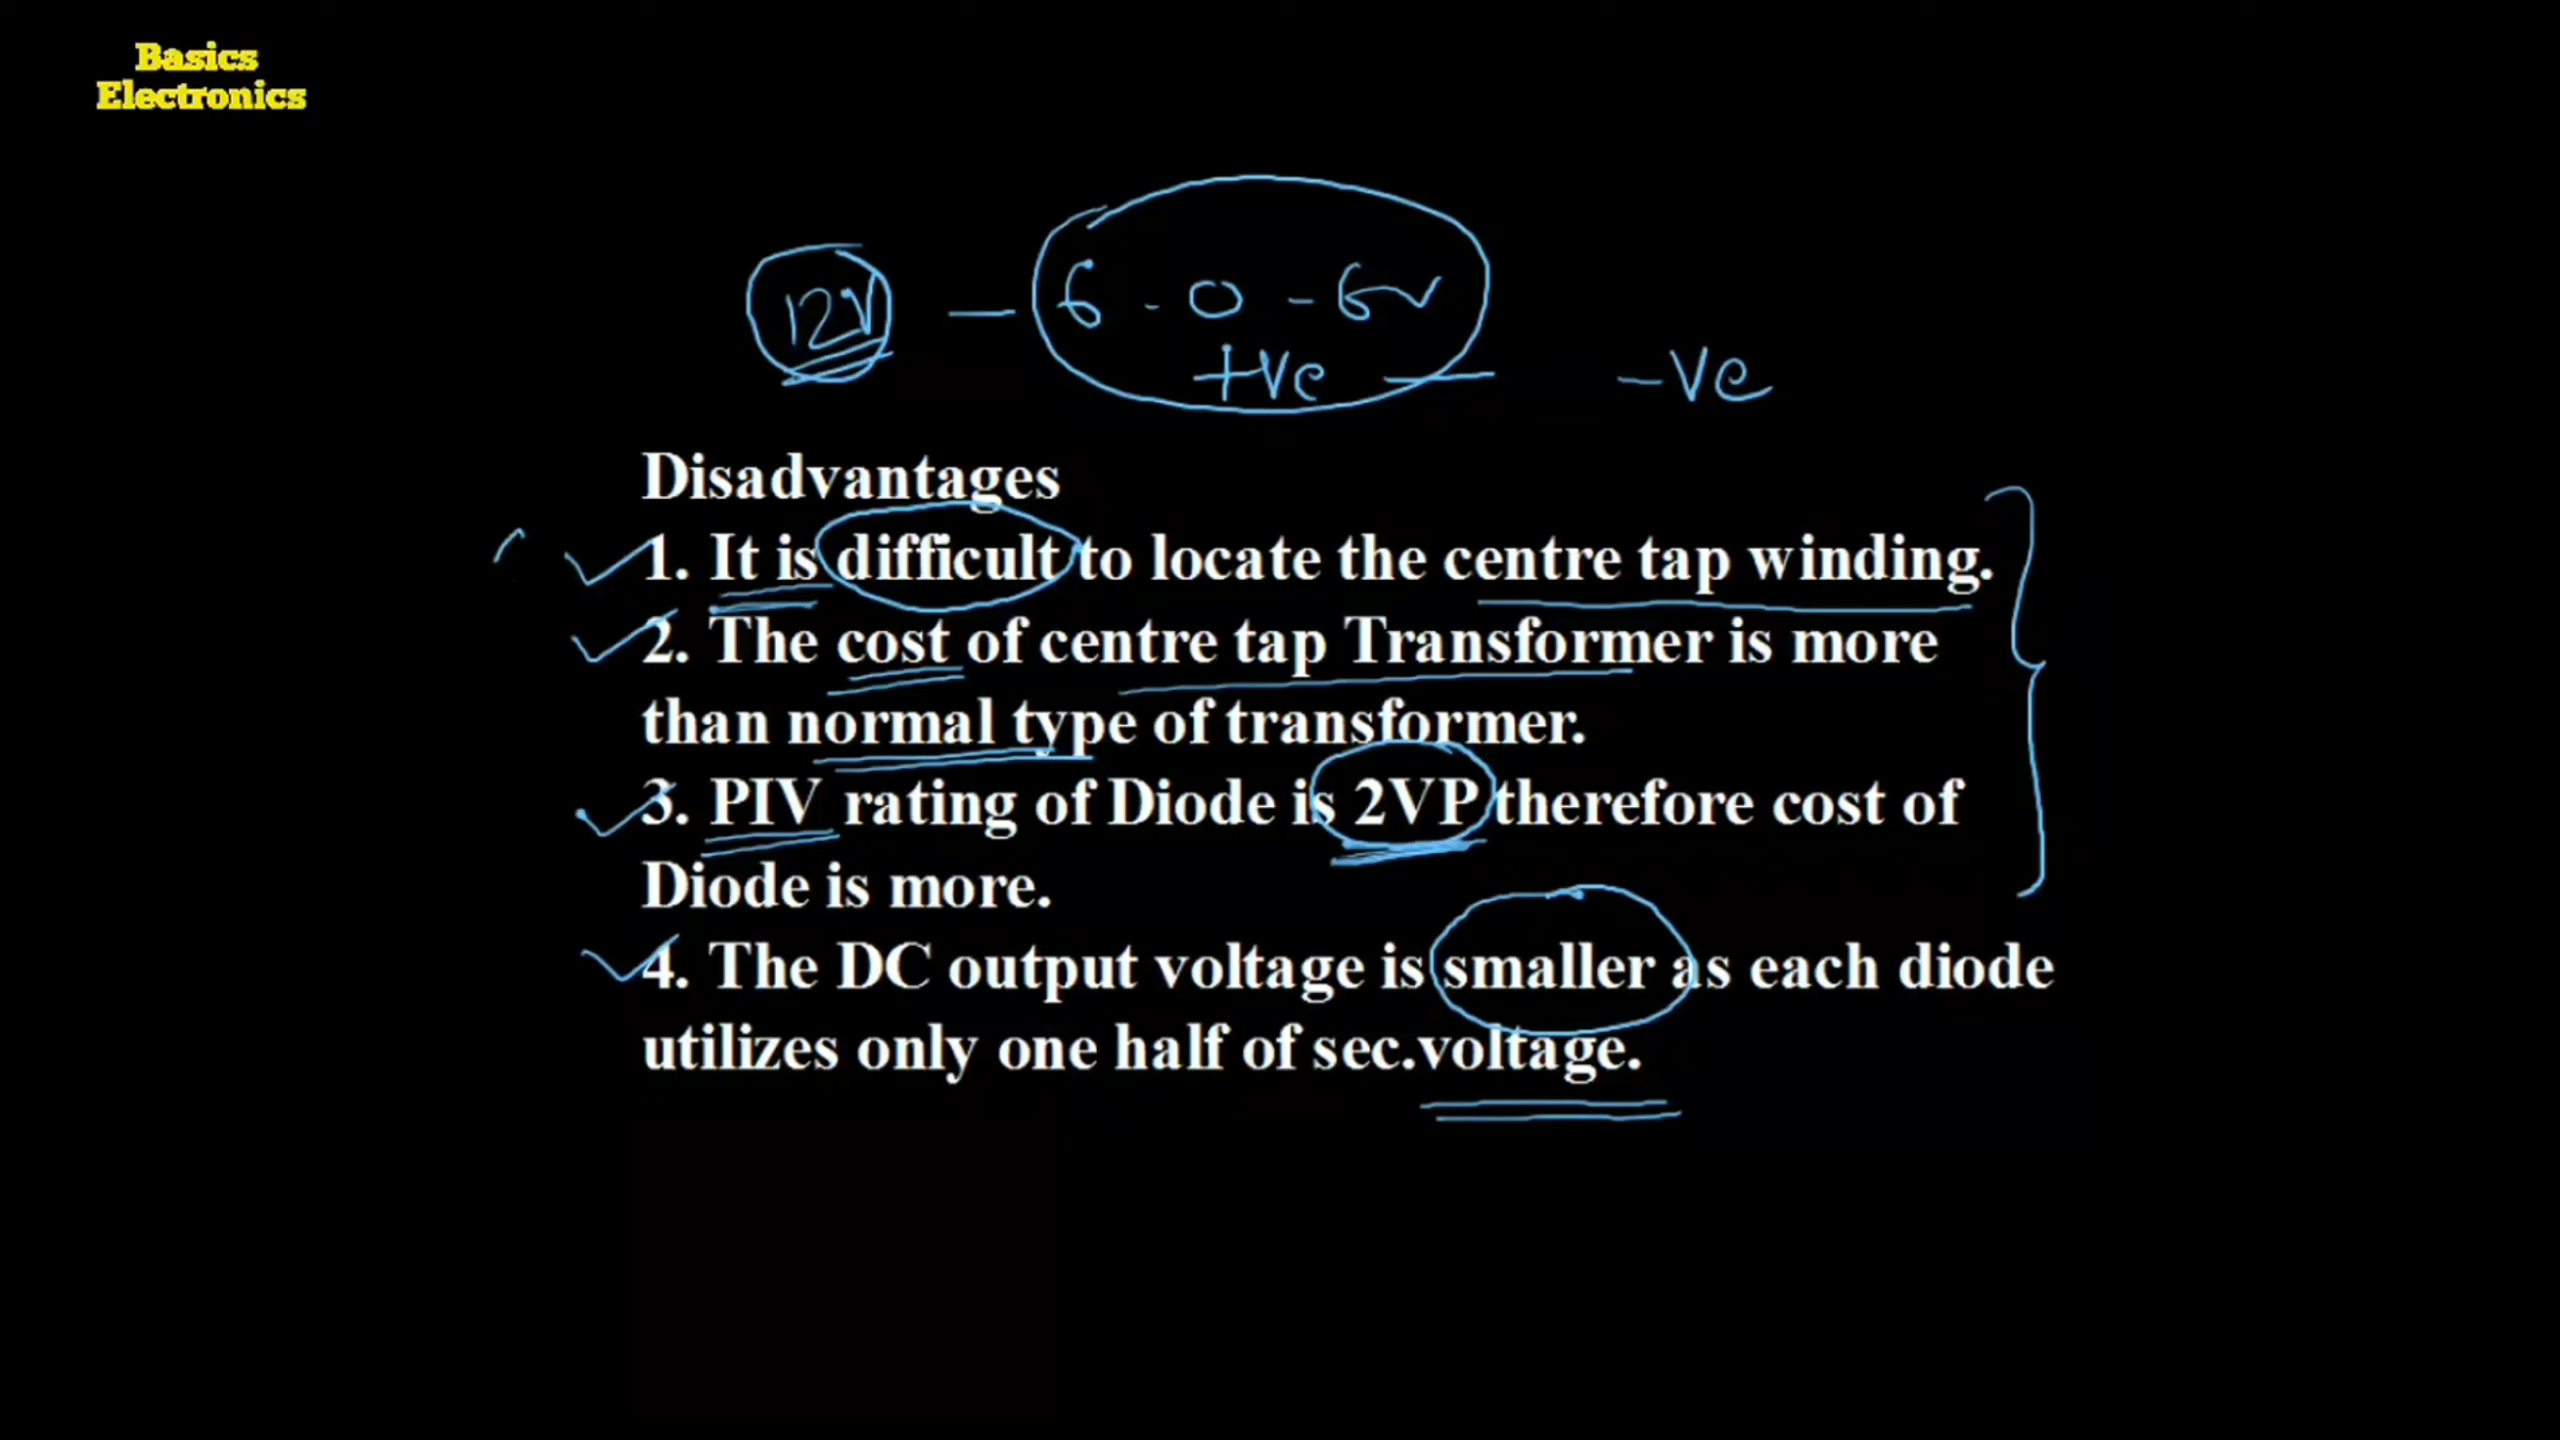 Basics
Electronics
12V — 6 - 0 - 6v
+ve — -ve
Disadvantages
1. It is difficult to locate the centre tap winding.
2. The cost of centre tap Transformer is more
than normal type of transformer.
3. PIV rating of Diode is 2VP therefore cost of
Diode is more.
4. The DC output voltage is smaller as each diode
utilizes only one half of sec.voltage.